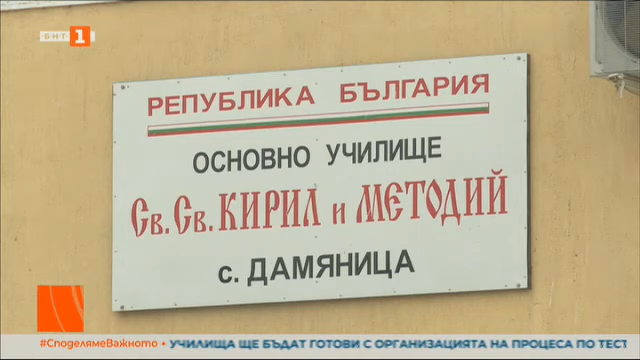 БНТ 1
РЕПУБЛИКА БЪЛГАРИЯ
ОСНОВНО УЧИЛИЩЕ
Св. Св. КИРИЛ и МЕТОДИЙ
с. ДАМЯНИЦА
#СподелямеВажното • УЧИЛИЩА ЩЕ БЪДАТ ГОТОВИ С ОРГАНИЗАЦИЯТА НА ПРОЦЕСА ПО ТЕСТ